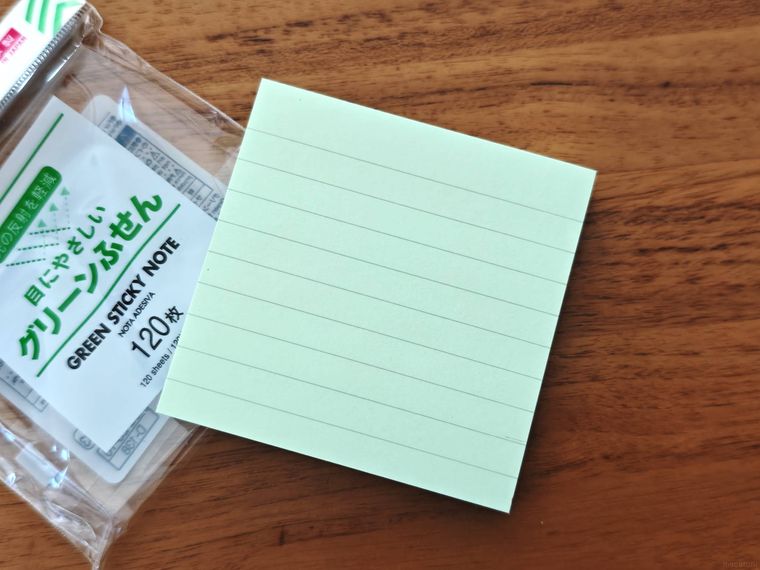 の反射を軽減
目にやさしい
グリーンふせん
GREEN STICKY NOTE
NOTA ADESIVA
120枚
120 sheets /